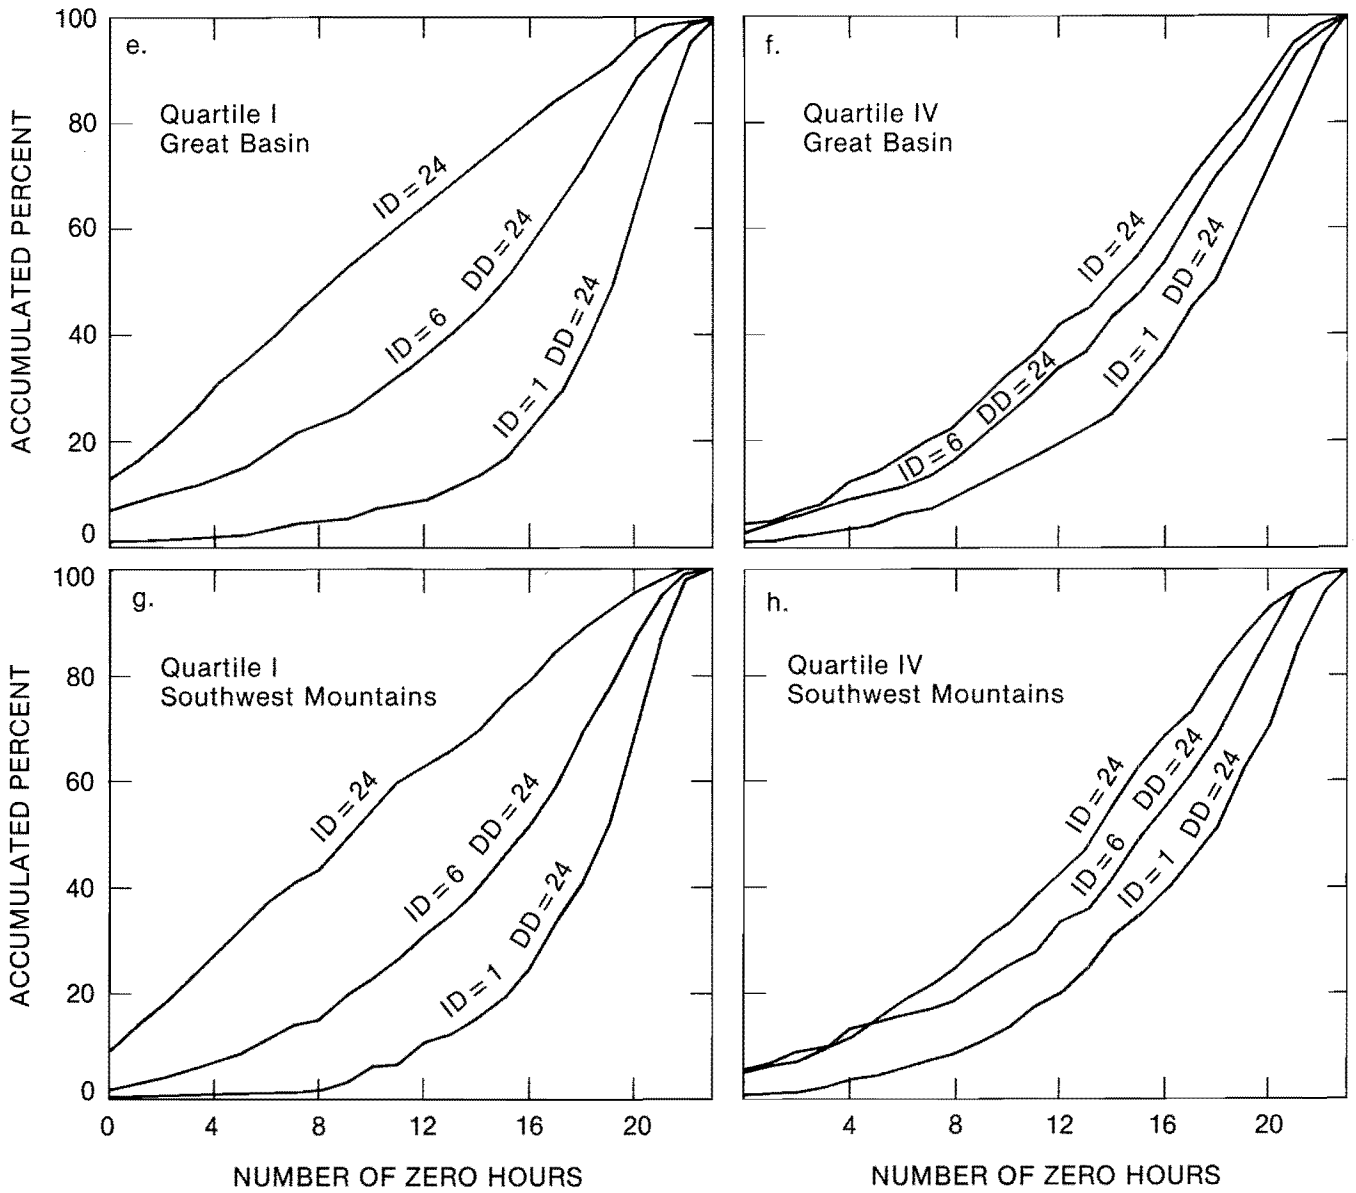 e.
Quartile I
Great Basin
ACCUMULATED PERCENT
100
80
60
40
20
0
ID = 24
ID = 6 DD = 24
ID = 1 DD = 24
f.
Quartile IV
Great Basin
ID = 24
ID = 6 DD = 24
ID = 1 DD = 24
g.
Quartile I
Southwest Mountains
ACCUMULATED PERCENT
100
80
60
40
20
0
ID = 24
ID = 6 DD = 24
ID = 1 DD = 24
0 4 8 12 16 20
NUMBER OF ZERO HOURS
h.
Quartile IV
Southwest Mountains
ID = 24
ID = 6 DD = 24
ID = 1 DD = 24
4 8 12 16 20
NUMBER OF ZERO HOURS